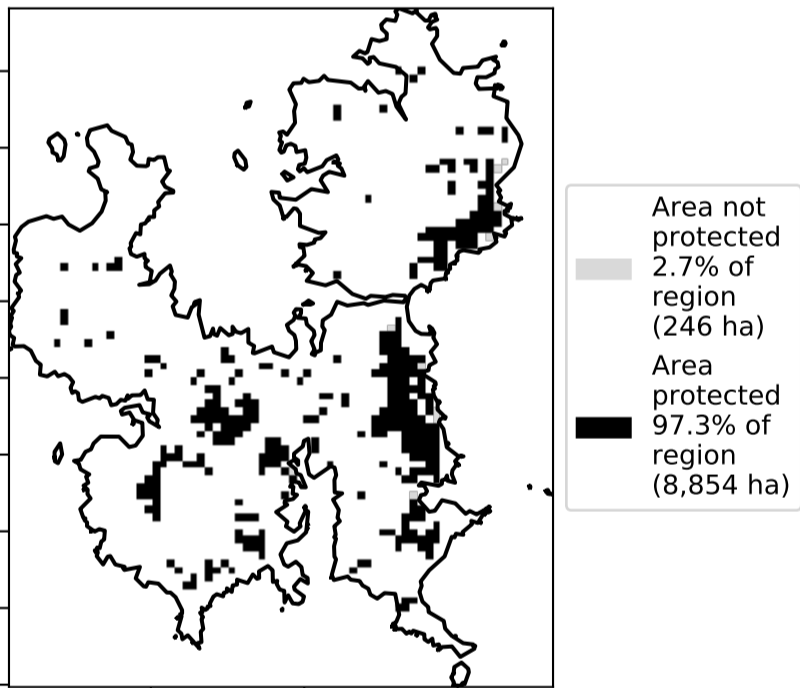 Area not
protected
2.7% of
region
(246 ha)
Area
protected
97.3% of
region
(8,854 ha)